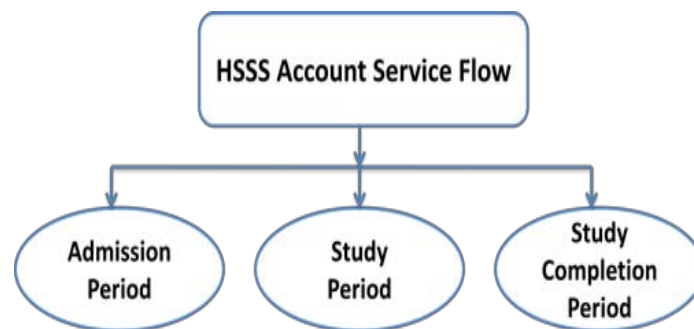 HSSS Account Service Flow
Admission
Period
Study
Period
Study
Completion
Period